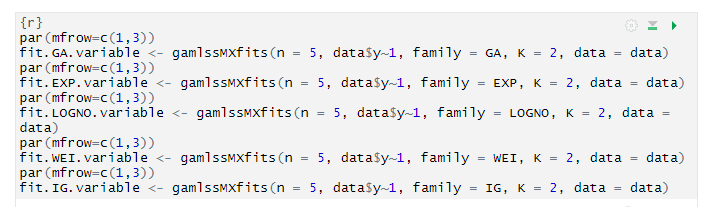 {r}
par(mfrow=c(1,3))
fit.GA.variable <- gamlssMXfits(n = 5, data$y~1, family = GA, K = 2, data = data)
par(mfrow=c(1,3))
fit.EXP.variable <- gamlssMXfits(n = 5, data$y~1, family = EXP, K = 2, data = data)
par(mfrow=c(1,3))
fit.LOGNO.variable <- gamlssMXfits(n = 5, data$y~1, family = LOGNO, K = 2, data =
data)
par(mfrow=c(1,3))
fit.WEI.variable <- gamlssMXfits(n = 5, data$y~1, family = WEI, K = 2, data = data)
par(mfrow=c(1,3))
fit.IG.variable <- gamlssMXfits(n = 5, data$y~1, family = IG, K = 2, data = data)